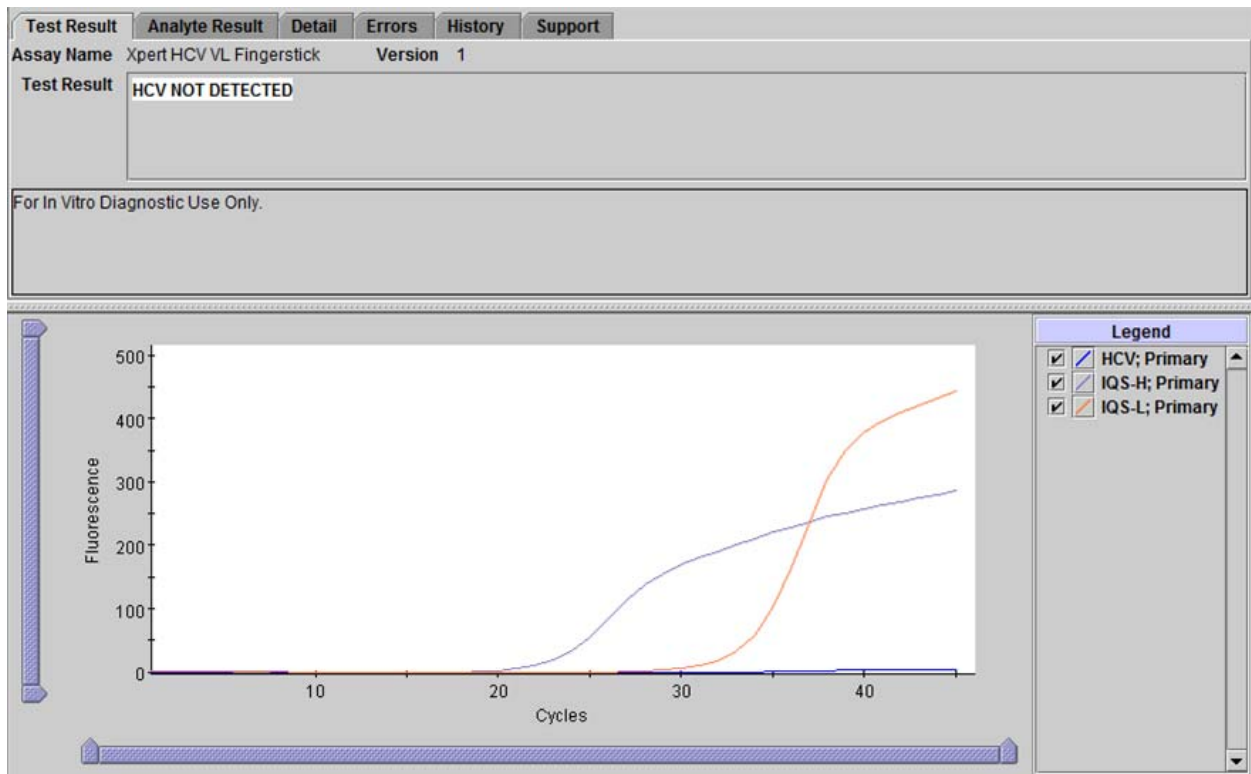 Test Result Analyte Result Detail Errors History Support
Assay Name Xpert HCV VL Fingerstick Version 1
Test Result HCV NOT DETECTED
For In Vitro Diagnostic Use Only.
Legend
HCV; Primary
IQS-H; Primary
IQS-L; Primary
500
400
300
200
100
0
Fluorescence
10 20 30 40
Cycles